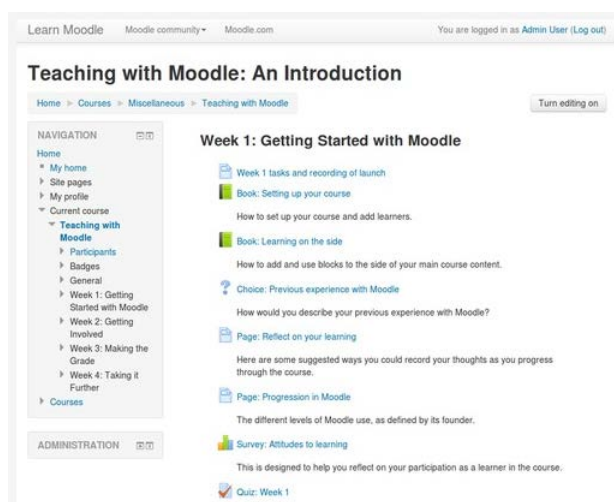 Learn Moodle Moodle community Moodle.com You are logged in as Admin User (Log out)
Teaching with Moodle: An Introduction
Home Courses Miscellaneous Teaching with Moodle
Turn editing on
NAVIGATION
Home
My home
Site pages
My profile
Current course
Teaching with
Moodle
Participants
Badges
General
Week 1: Getting
Started with Moodle
Week 2: Getting
Involved
Week 3: Making the
Grade
Week 4: Taking it
Further
Courses
ADMINISTRATION
Week 1: Getting Started with Moodle
Week 1 tasks and recording of launch
Book: Setting up your course
How to set up your course and add learners.
Book: Learning on the side
How to add and use blocks to the side of your main course content.
Choice: Previous experience with Moodle
How would you describe your previous experience with Moodle?
Page: Reflect on your learning
Here are some suggested ways you could record your thoughts as you progress
through the course.
Page: Progression in Moodle
The different levels of Moodle use, as defined by its founder.
Survey: Attitudes to learning
This is designed to help you reflect on your participation as a learner in the course.
Quiz: Week 1